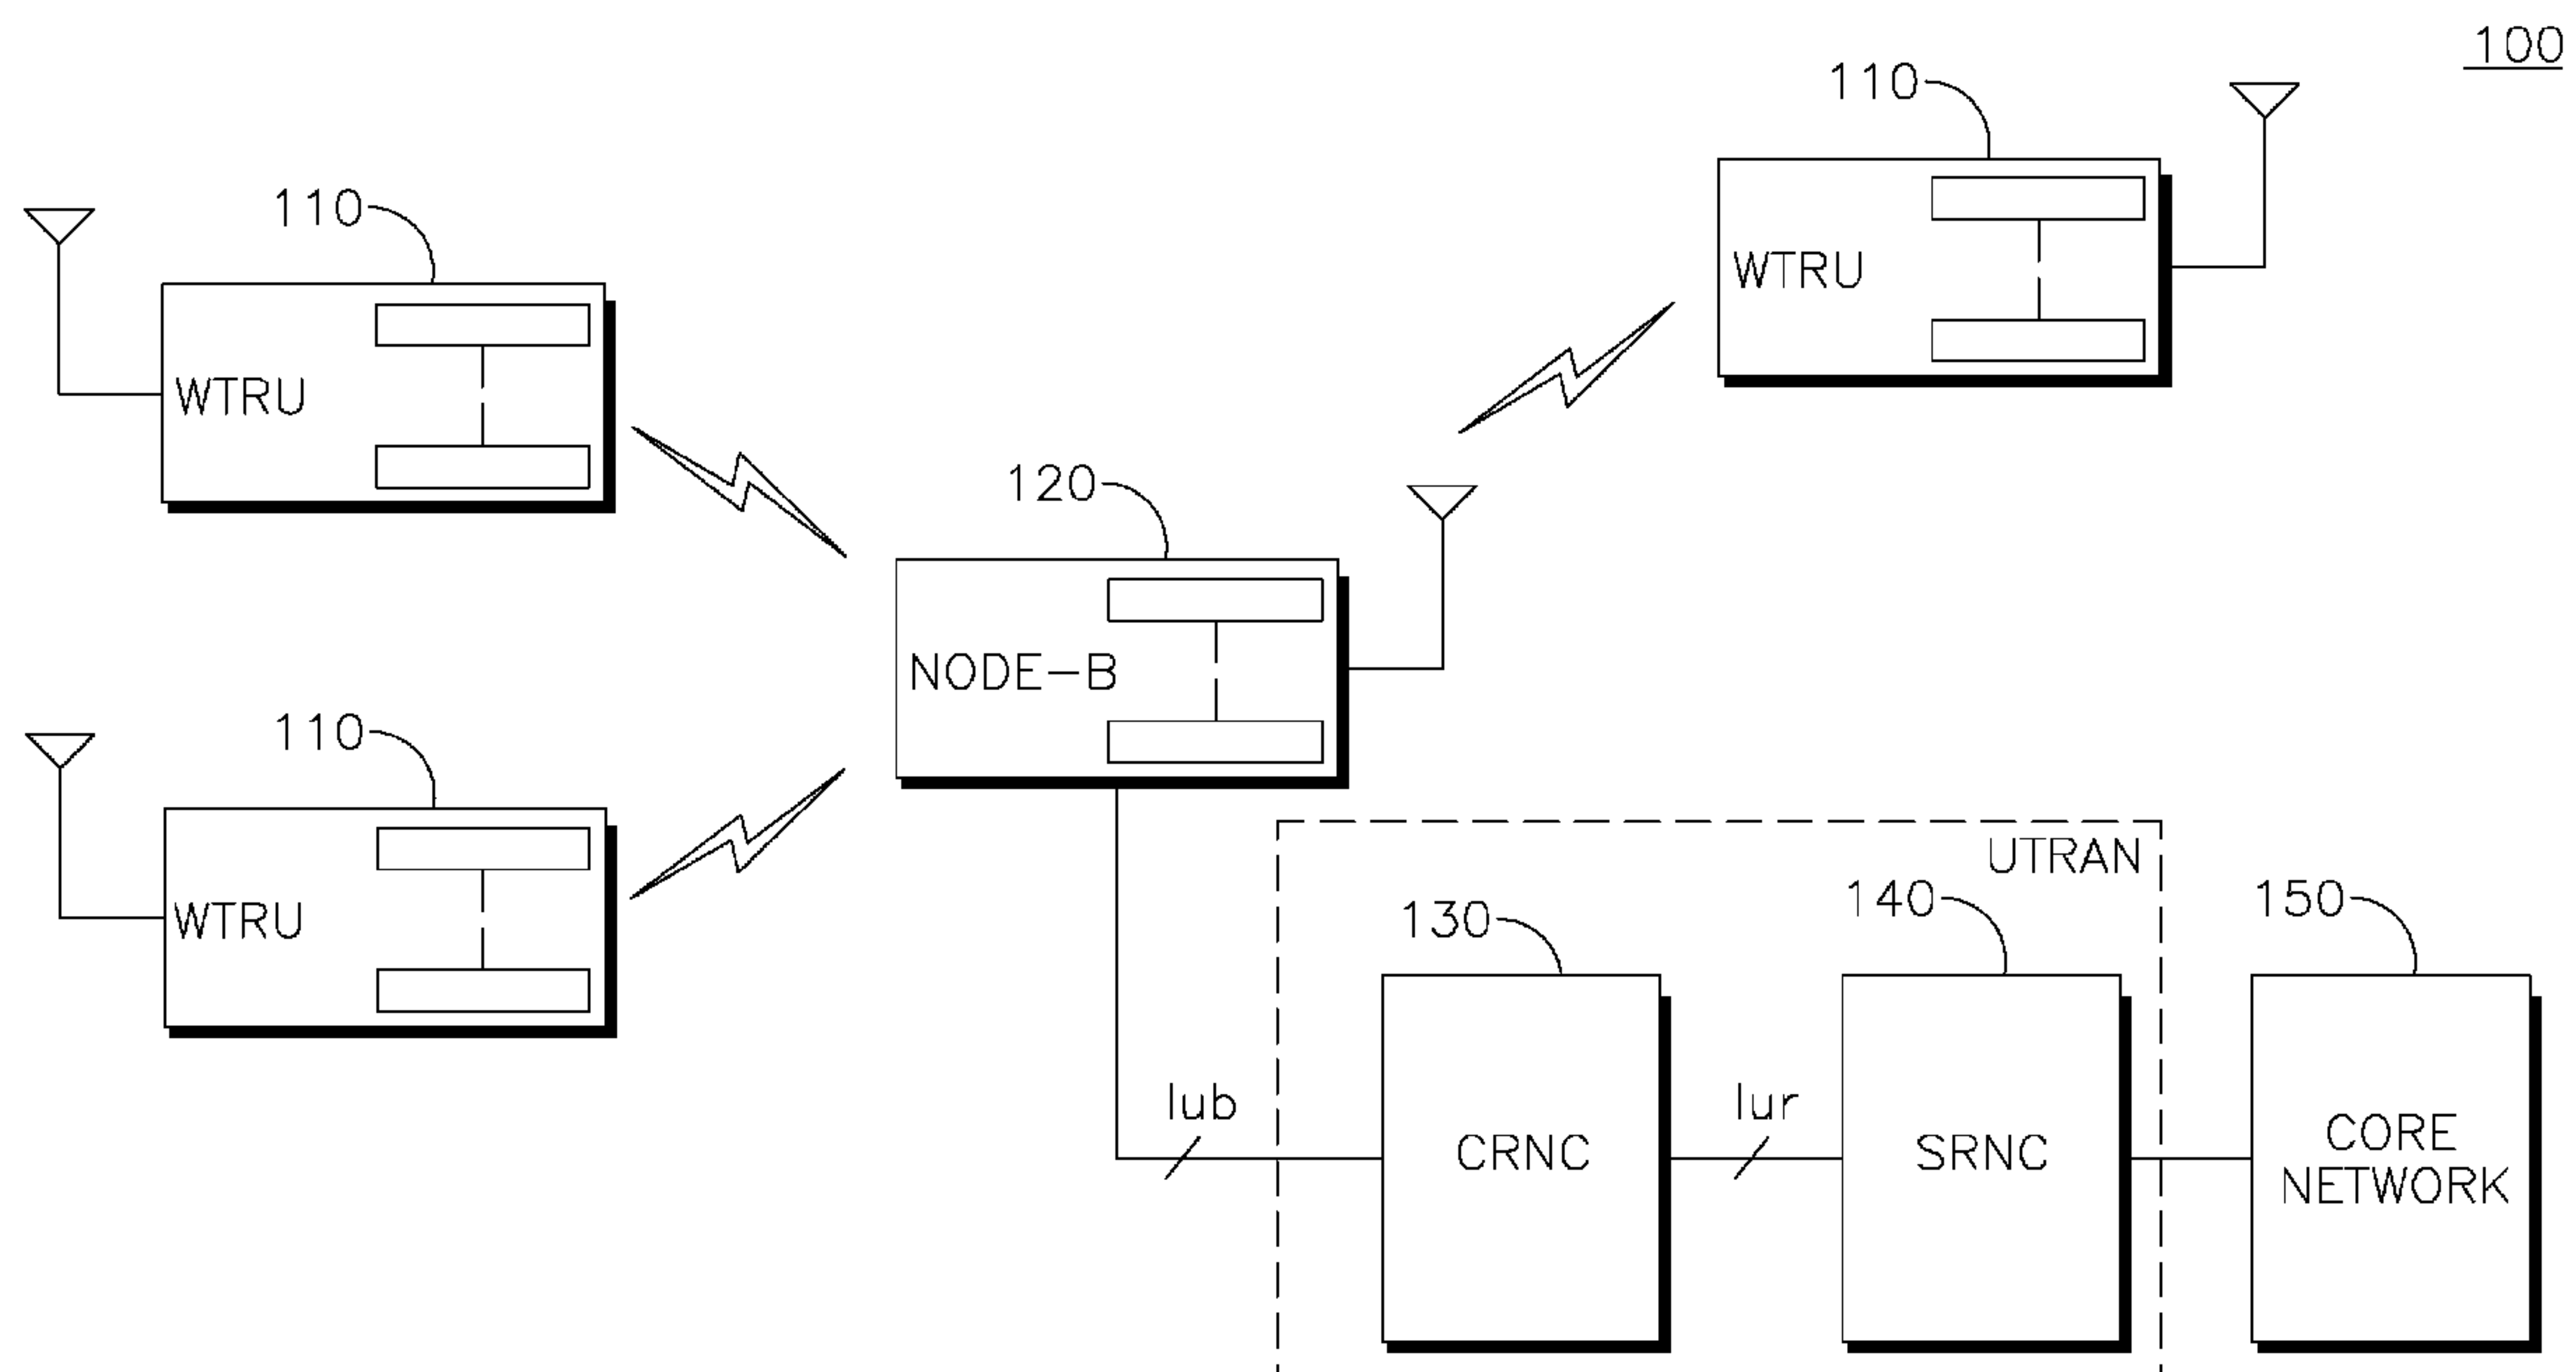 100
110
WTRU
110
WTRU
120
NODE-B
110
WTRU
UTRAN
130
140
150
Iub
Iur
CRNC
SRNC
CORE
NETWORK